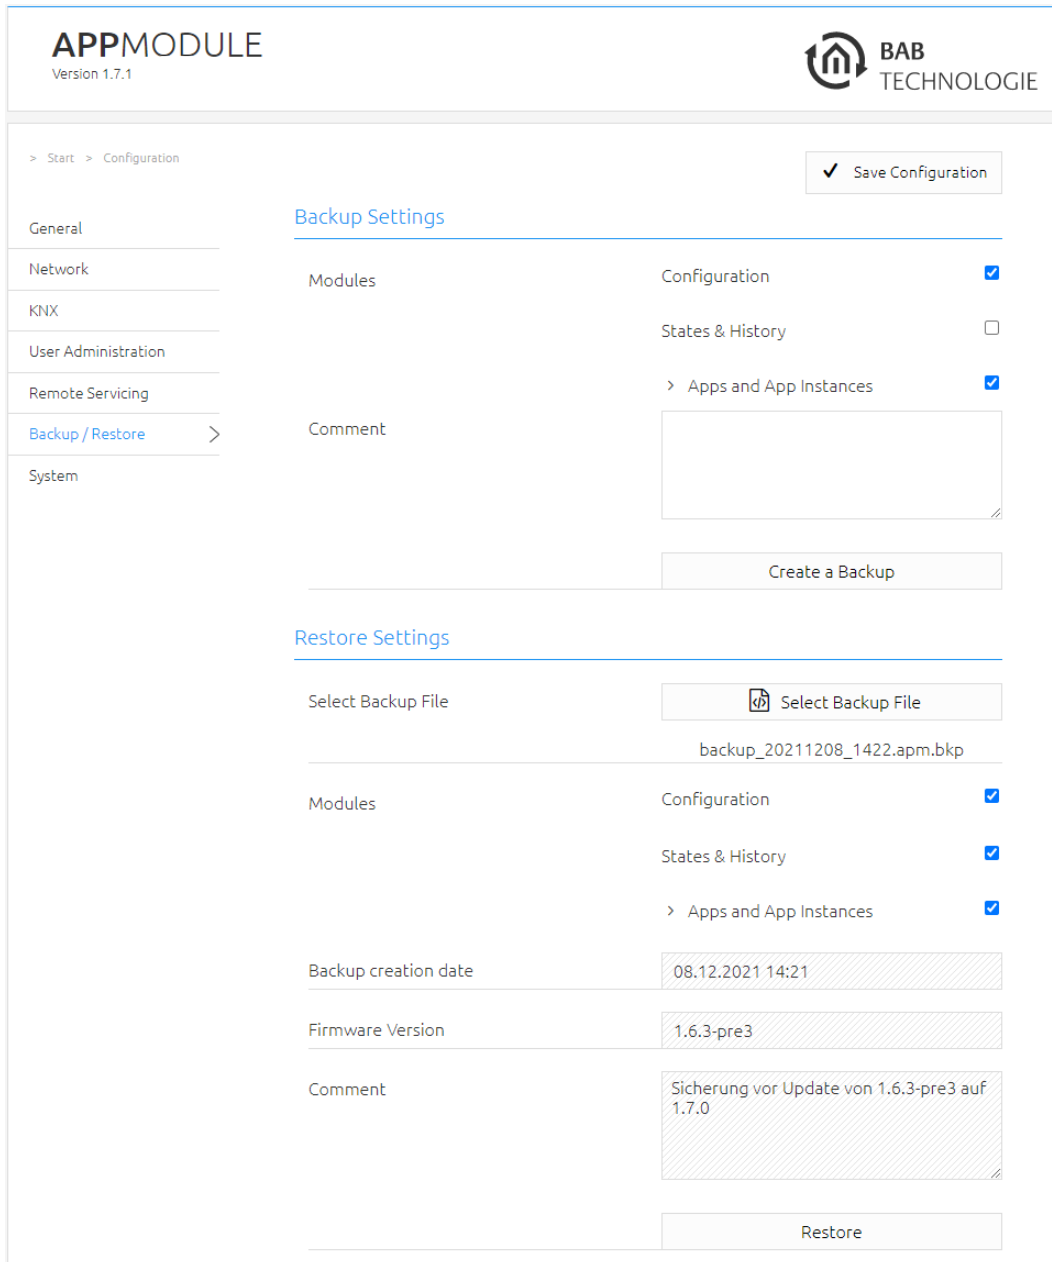 APPMODULE
Version 1.7.1
BAB
TECHNOLOGIE
> Start > Configuration
Save Configuration
General
Network
KNX
User Administration
Remote Servicing
Backup / Restore
System
Backup Settings
Modules
Configuration
States & History
> Apps and App Instances
Comment
Create a Backup
Restore Settings
Select Backup File
Select Backup File
backup_20211208_1422.apm.bkp
Modules
Configuration
States & History
> Apps and App Instances
Backup creation date
08.12.2021 14:21
Firmware Version
1.6.3-pre3
Comment
Sicherung vor Update von 1.6.3-pre3 auf
1.7.0
Restore